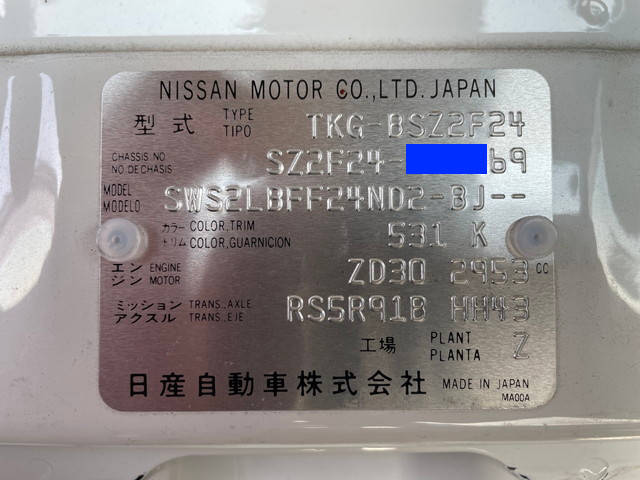 NISSAN MOTOR CO.,LTD. JAPAN
型式 TYPE TIPO TKG-BSZ2F24
CHASSIS NO NO.DE CHASIS SZ2F24- 69
MODEL MODELO SWS2LBFF24ND2-BJ--
カラー トリム COLOR,TRIM COLOR,GUARNICION 531 K
エンジン ENGINE MOTOR ZD30 2953 CC
ミッション アクスル TRANS.,AXLE TRANS.,EJE RS5R91B HH43
工場 PLANT PLANTA Z
日産自動車株式会社 MADE IN JAPAN
MA00A